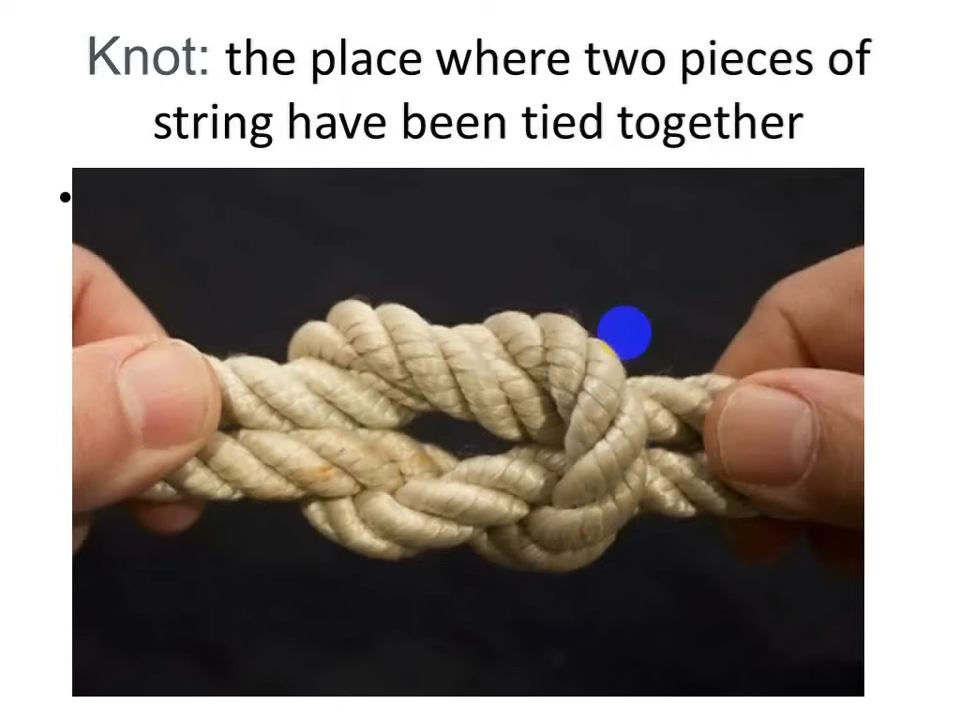 Knot: the place where two pieces of
string have been tied together